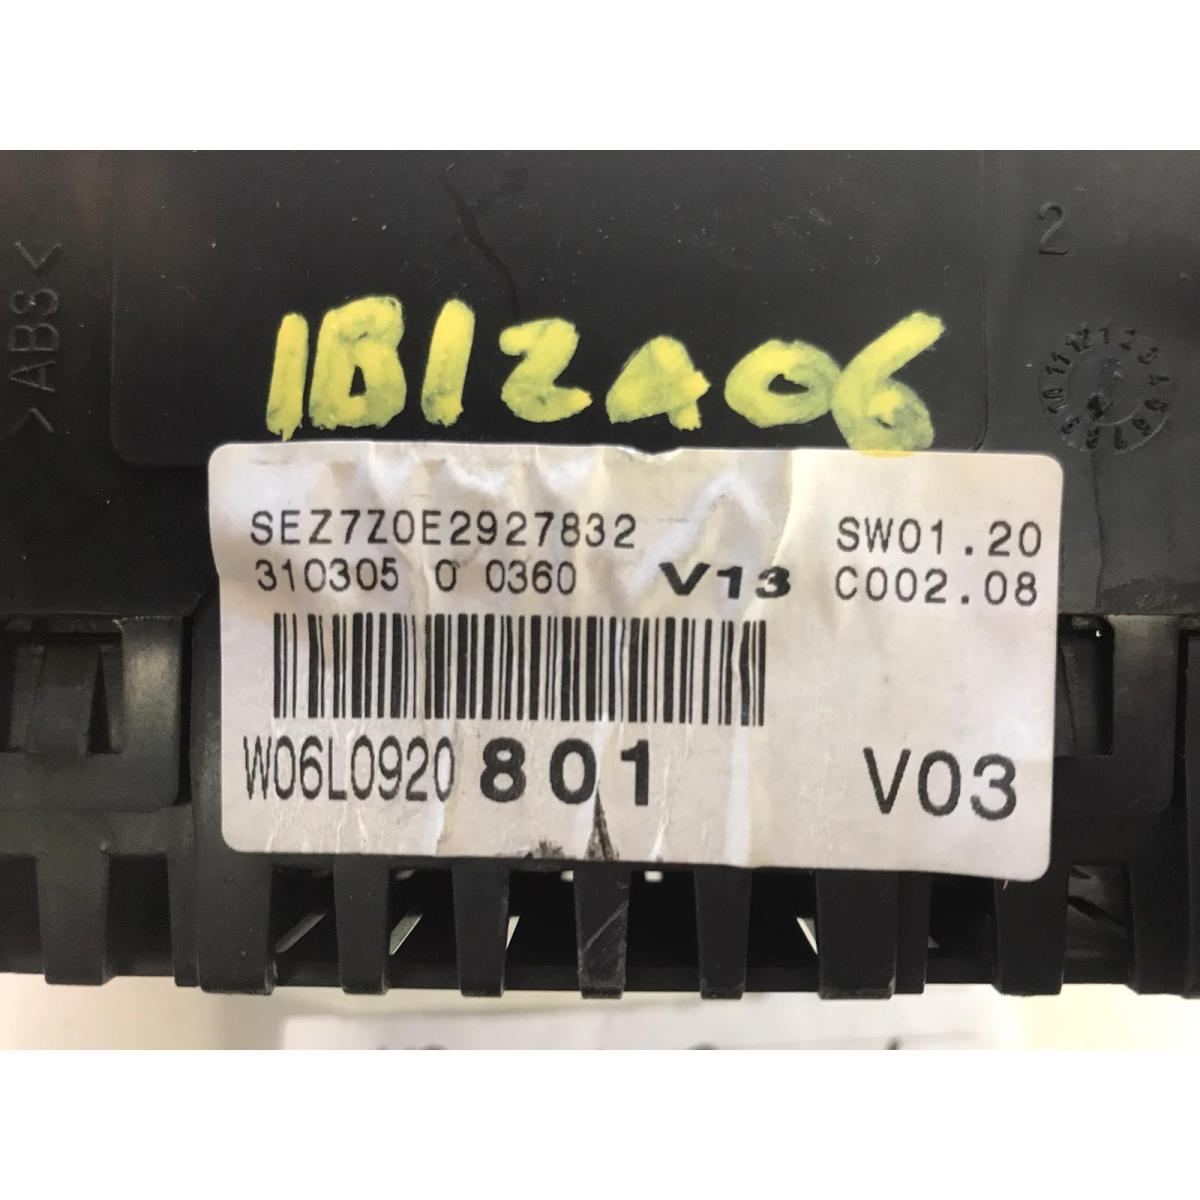 2
>ABS<
IBIZA06
SEZ7Z0E2927832 SW01.20
310305 0 0360 V13 C002.08
W06L0920 801 V03